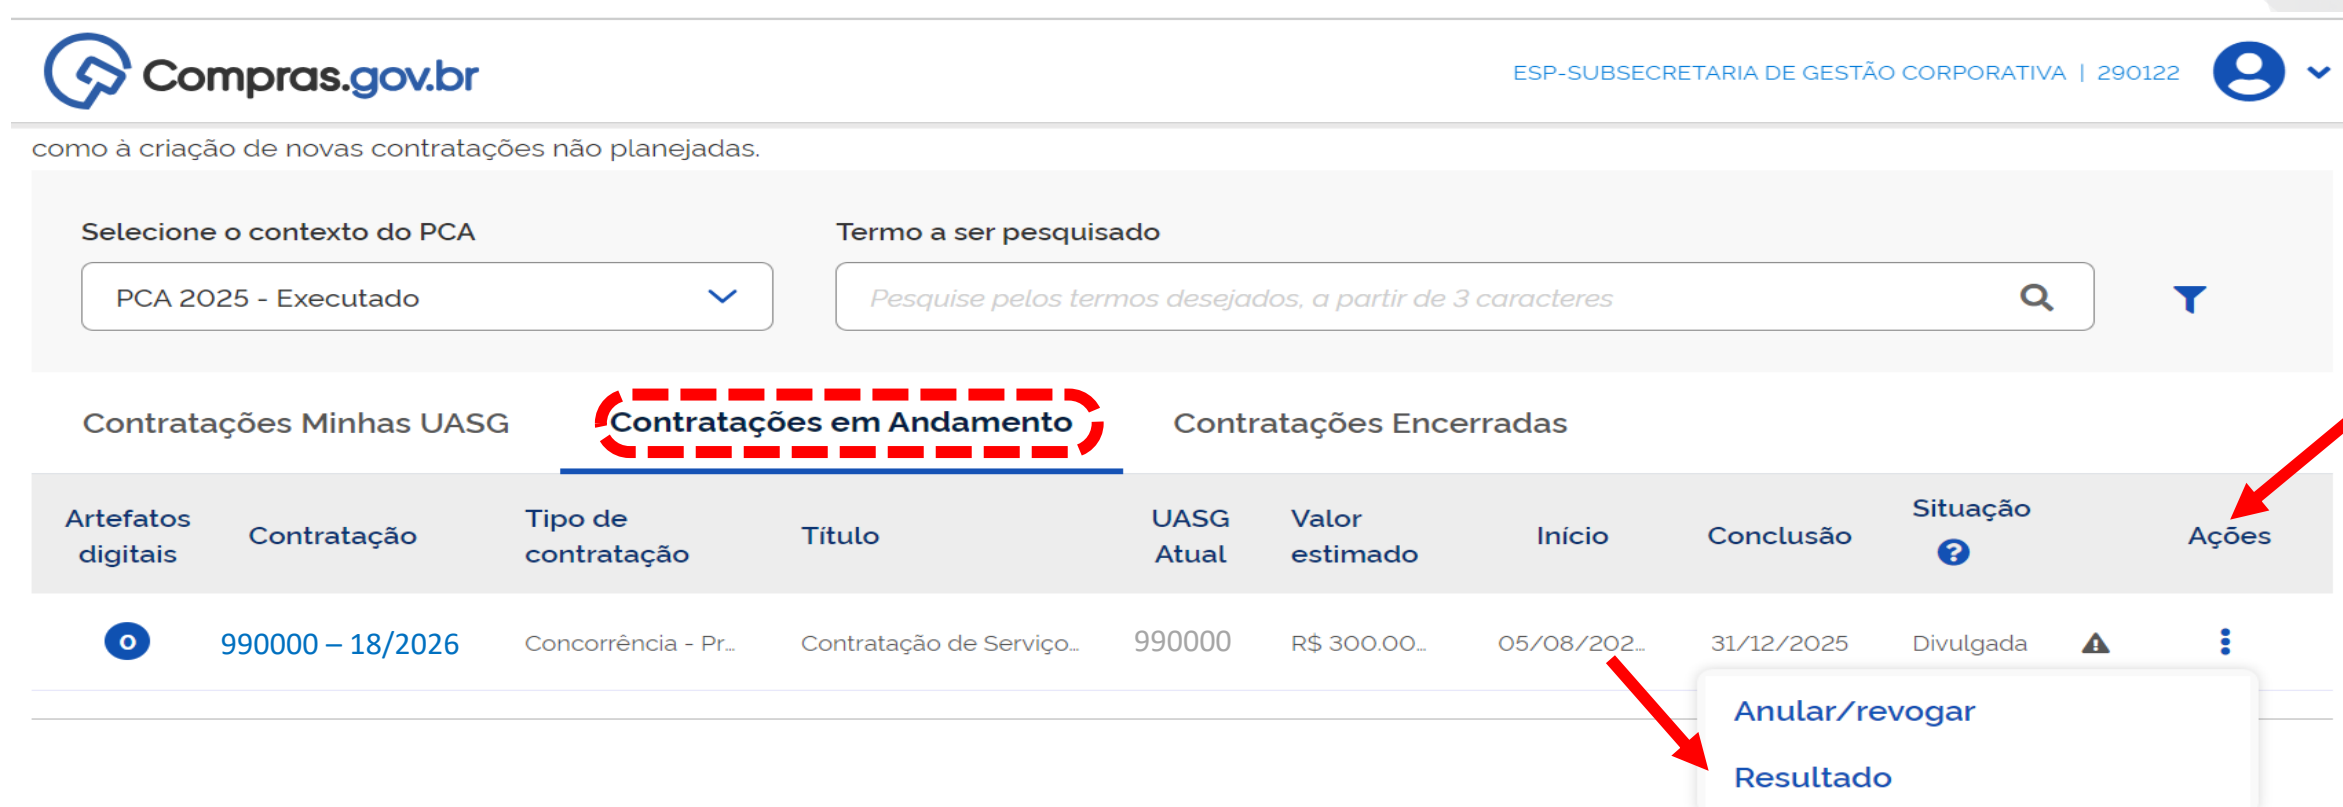 Compras.gov.br
ESP-SUBSECRETARIA DE GESTÃO CORPORATIVA | 290122
como à criação de novas contratações não planejadas.
Selecione o contexto do PCA
Termo a ser pesquisado
PCA 2025 - Executado
Pesquise pelos termos desejados, a partir de 3 caracteres
Contratações Minhas UASG
Contratações em Andamento
Contratações Encerradas
Artefatos digitais
Contratação
Tipo de contratação
Título
UASG Atual
Valor estimado
Início
Conclusão
Situação
?
Ações
O
990000 – 18/2026
Concorrência - Pr...
Contratação de Serviço...
990000
R$ 300.00...
05/08/202...
31/12/2025
Divulgada
Anular/revogar
Resultado